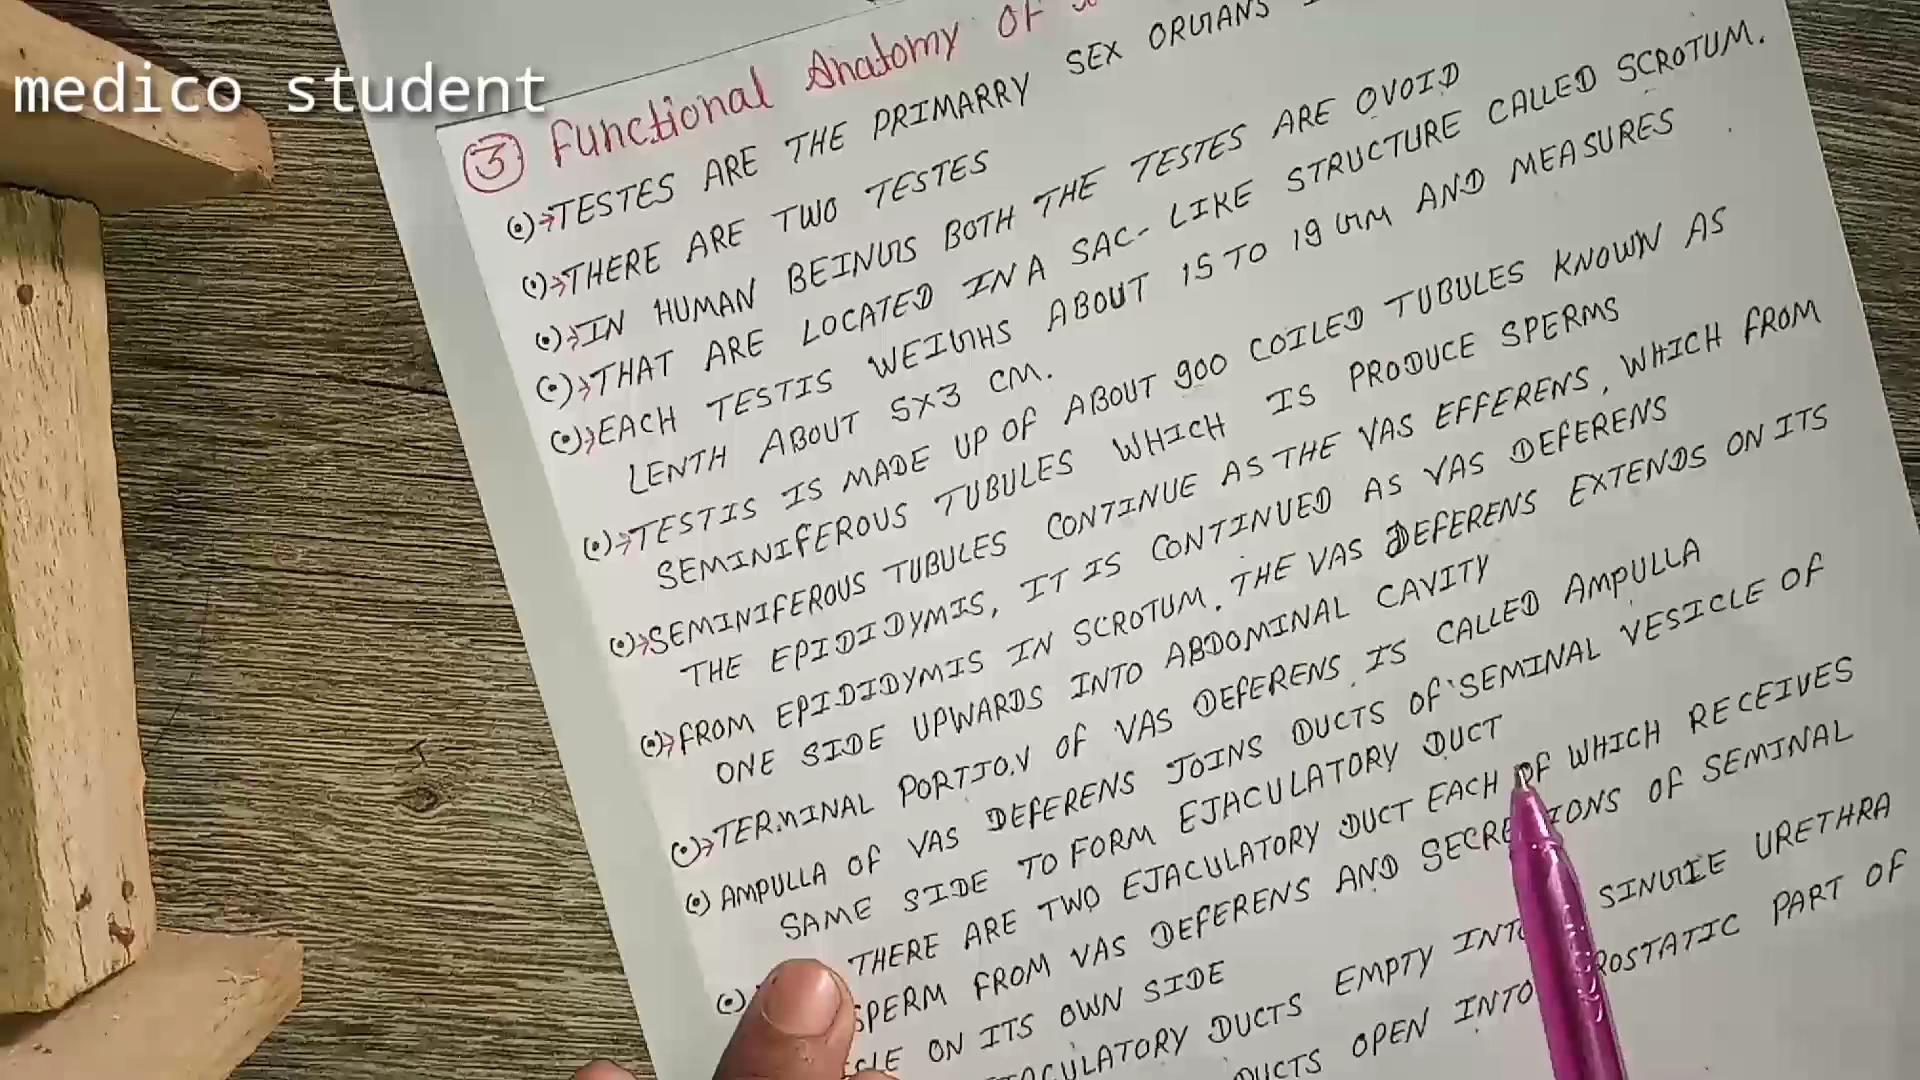 medico student
③ Functional Anatomy OF
(•)→TESTES ARE THE PRIMARRY SEX ORGANS
(•)→THERE ARE TWO TESTES
(•)→IN HUMAN BEINGS BOTH THE TESTES ARE OVOID
(•)→THAT ARE LOCATED IN A SAC-LIKE STRUCTURE CALLED SCROTUM.
(•)→EACH TESTIS WEIGHS ABOUT 15 TO 19 GM AND MEASURES
LENTH ABOUT 5X3 CM.
(•)→TESTIS IS MADE UP OF ABOUT 900 COILED TUBULES KNOWN AS
SEMINIFEROUS TUBULES WHICH IS PRODUCE SPERMS
(•)→SEMINIFEROUS TUBULES CONTINUE AS THE VAS EFFERENS, WHICH FROM
THE EPIDIDYMIS, IT IS CONTINUED AS VAS DEFERENS
(•)→FROM EPIDIDYMIS IN SCROTUM. THE VAS DEFERENS EXTENDS ON ITS
ONE SIDE UPWARDS INTO ABDOMINAL CAVITY
(•)→TERMINAL PORTION OF VAS DEFERENS IS CALLED AMPULLA
(•) AMPULLA OF VAS DEFERENS JOINS DUCTS OF SEMINAL VESICLE OF
SAME SIDE TO FORM EJACULATORY DUCT
(•) THERE ARE TWO EJACULATORY DUCT EACH OF WHICH RECEIVES
SPERM FROM VAS DEFERENS AND SECRETIONS OF SEMINAL
ON ITS OWN SIDE
DUCTS EMPTY INTO SINGLE URETHRA
DUCTS OPEN INTO PROSTATIC PART OF